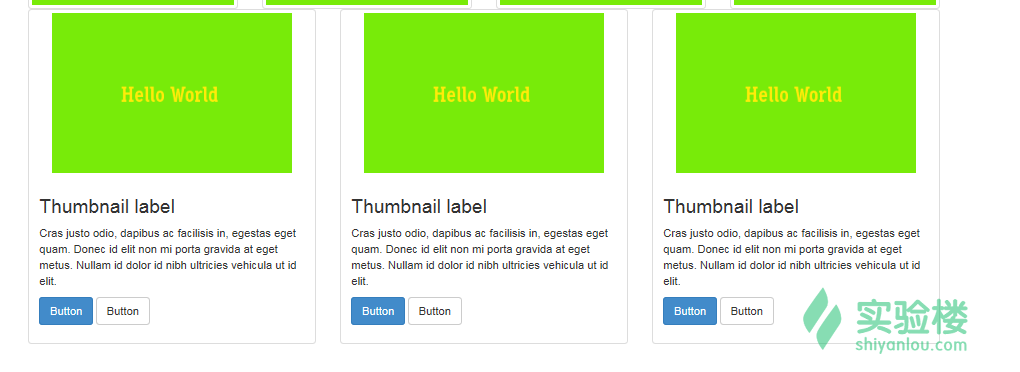 Hello World
Hello World
Hello World
Thumbnail label
Cras justo odio, dapibus ac facilisis in, egestas eget
quam. Donec id elit non mi porta gravida at eget
metus. Nullam id dolor id nibh ultricies vehicula ut id
elit.
Button
Button
Thumbnail label
Cras justo odio, dapibus ac facilisis in, egestas eget
quam. Donec id elit non mi porta gravida at eget
metus. Nullam id dolor id nibh ultricies vehicula ut id
elit.
Button
Button
Thumbnail label
Cras justo odio, dapibus ac facilisis in, egestas eget
quam. Donec id elit non mi porta gravida at eget
metus. Nullam id dolor id nibh ultricies vehicula ut id
elit.
Button
Button
实验楼
shiyanlou.com